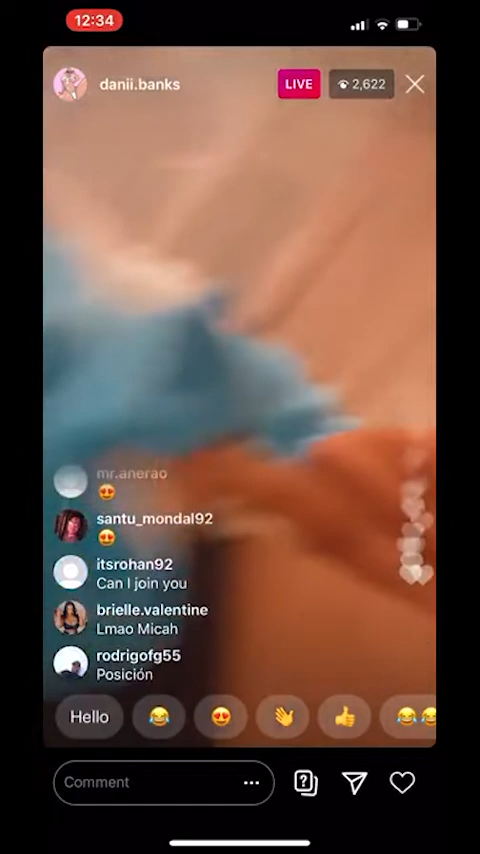 12:34
danii.banks
LIVE
2,622
mr.anerao
😍
santu_mondal92
😍
itsrohan92
Can I join you
brielle.valentine
Lmao Micah
rodrigofg55
Posición
Hello 😂 😍 👋 👍 😂😂
Comment